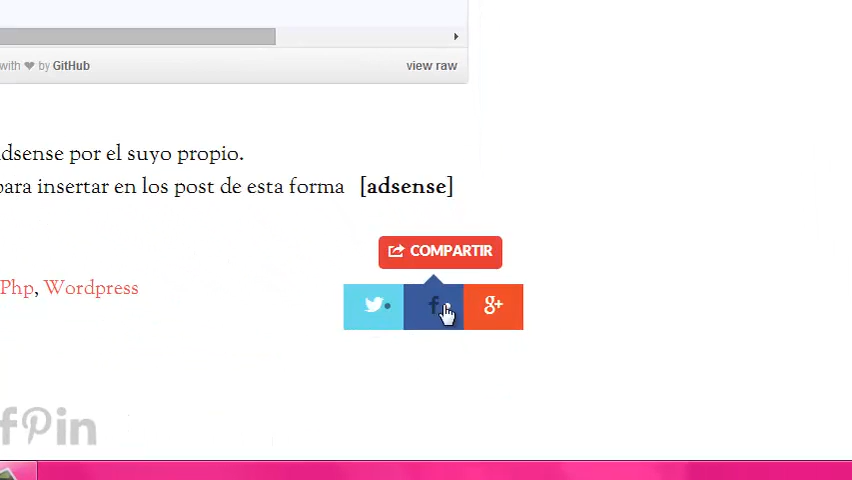 with ❤ by GitHub
view raw
dsense por el suyo propio.
para insertar en los post de esta forma [adsense]
COMPARTIR
Php, Wordpress